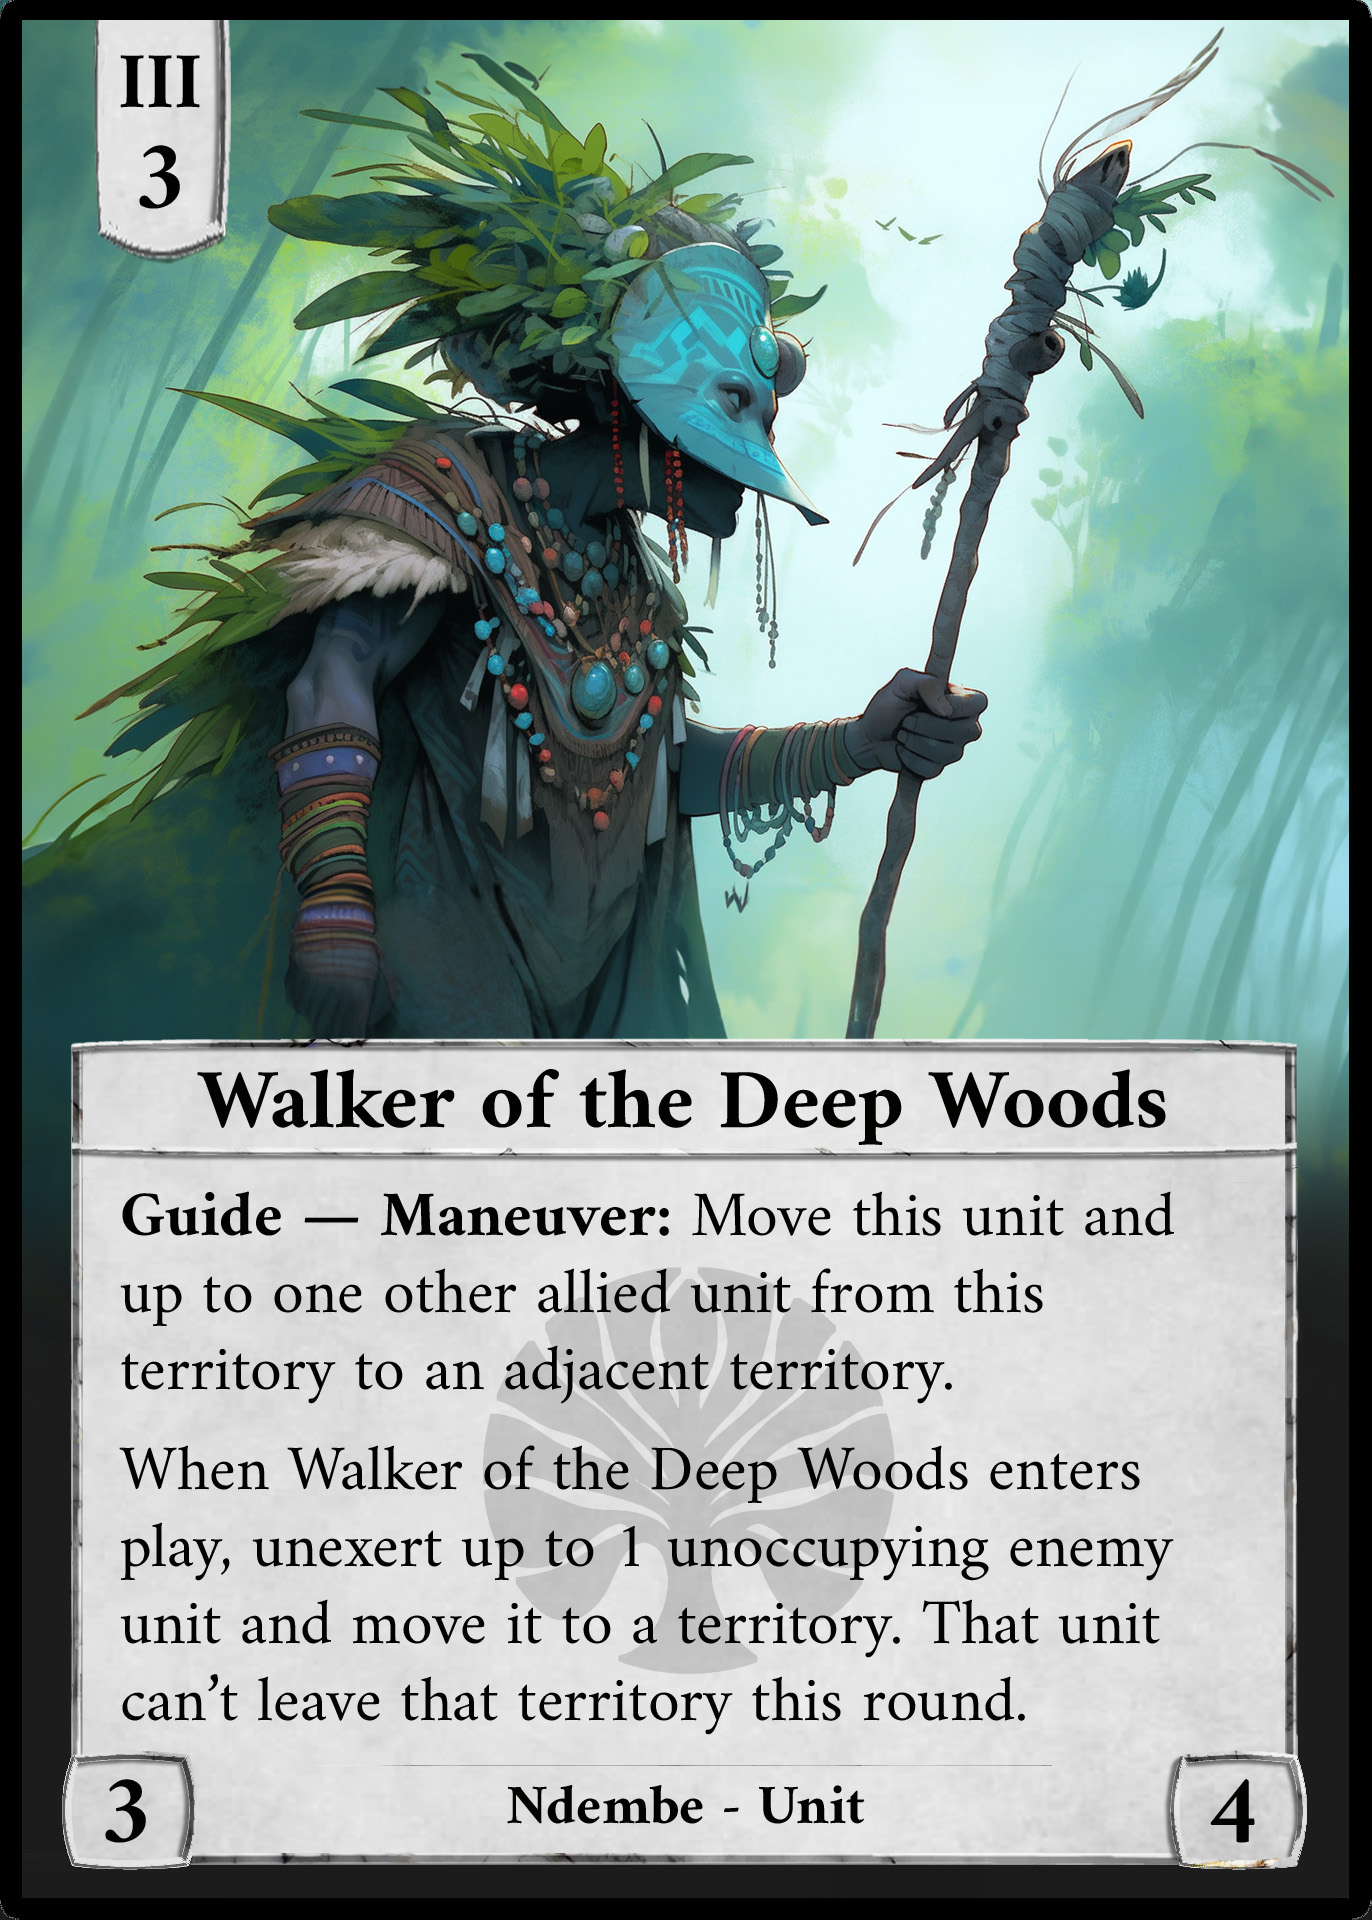 III
3
Walker of the Deep Woods
Guide — Maneuver: Move this unit and
up to one other allied unit from this
territory to an adjacent territory.
When Walker of the Deep Woods enters
play, unexert up to 1 unoccupying enemy
unit and move it to a territory. That unit
can’t leave that territory this round.
3
Ndembe - Unit
4